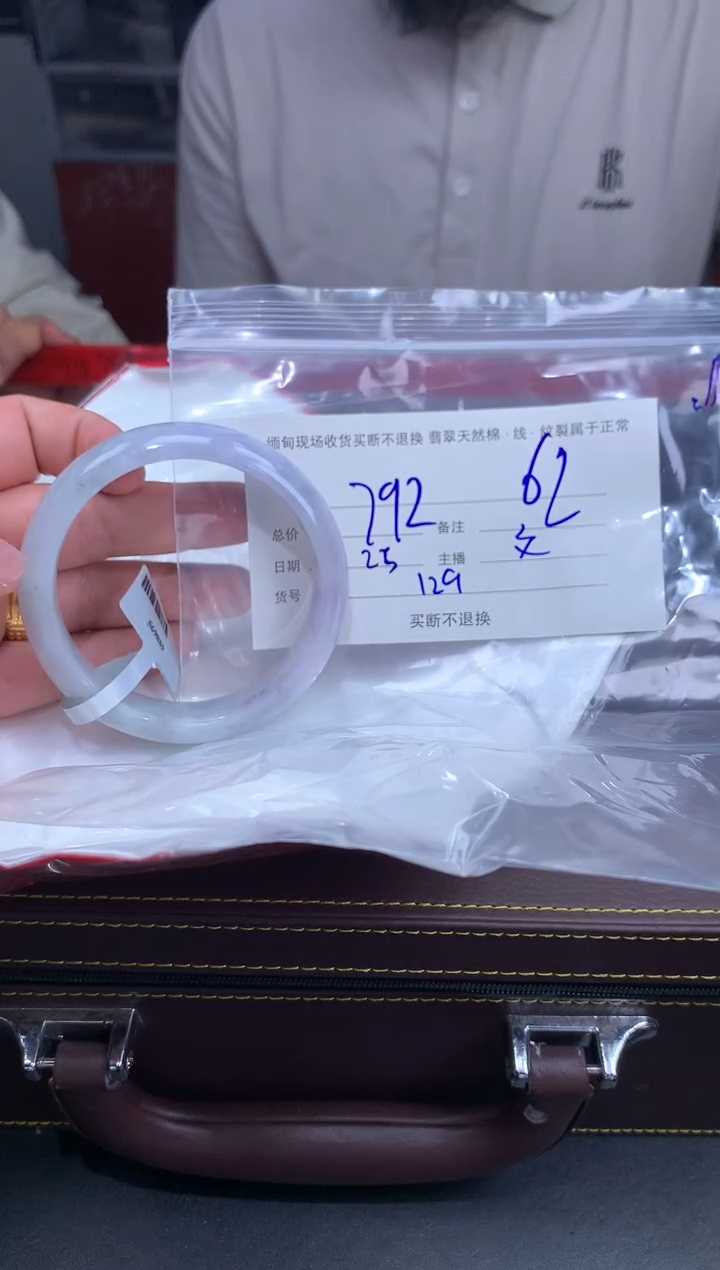 缅甸现场收货买断不退换 翡翠天然棉 . 线 . 纹裂属于正常
总价 792 备注 62
日期 25 主播 文
货号 129
买断不退换